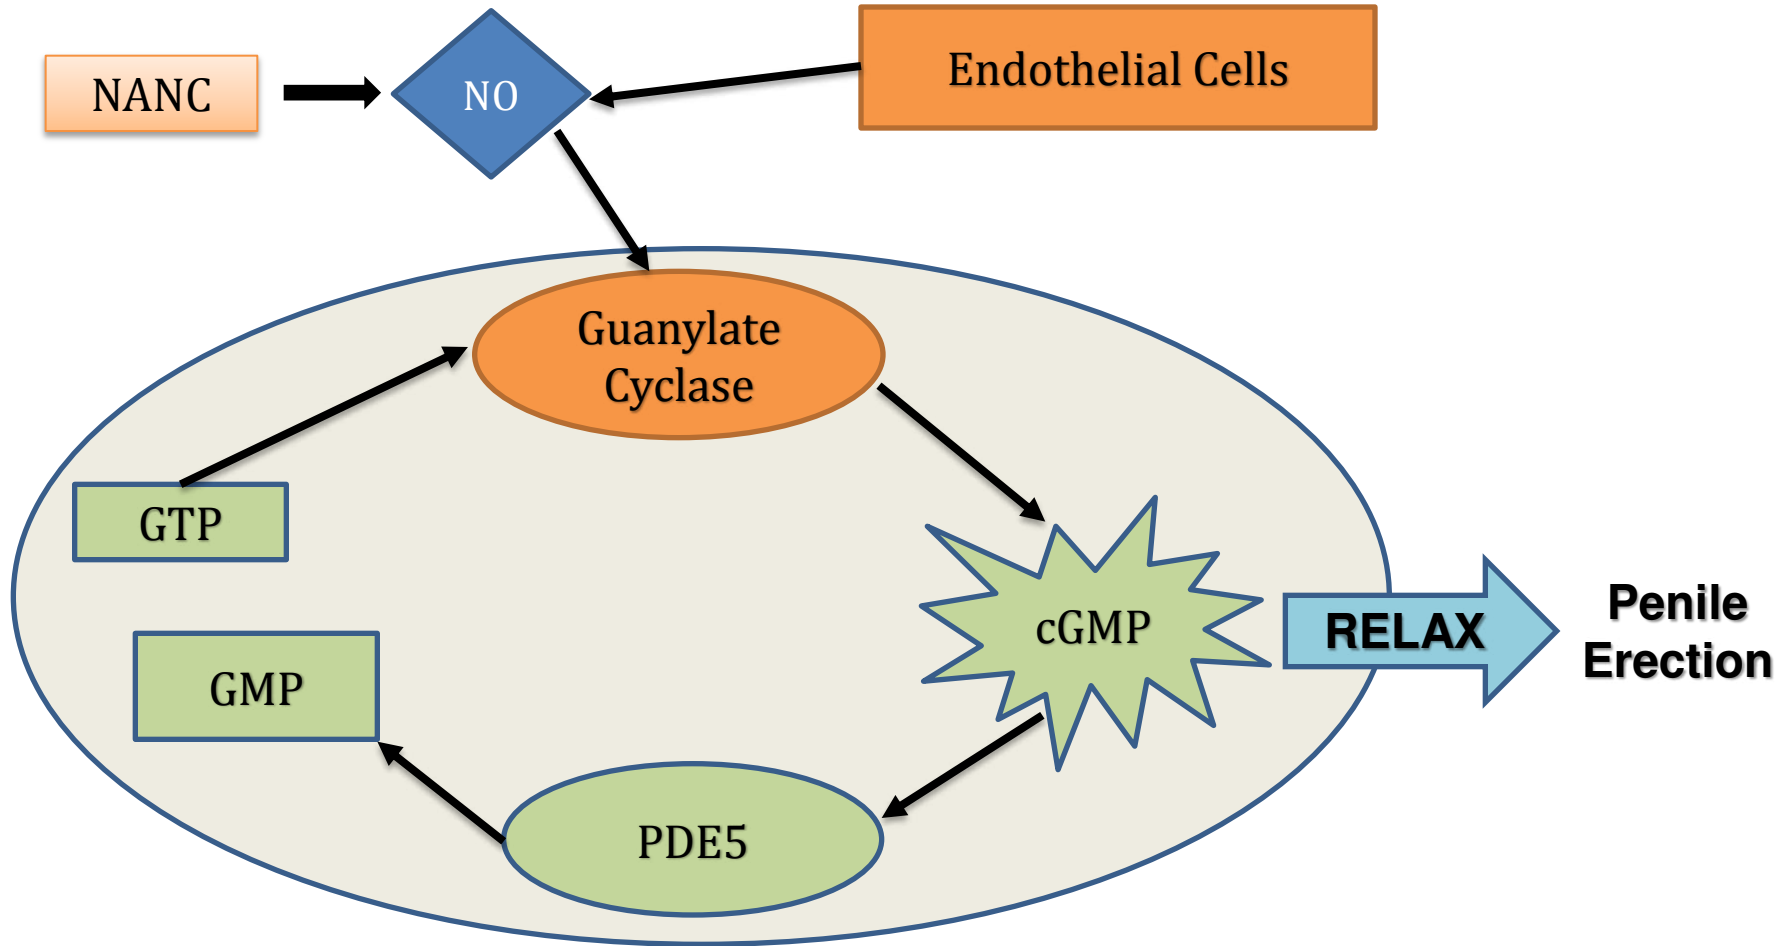 NANC
NO
Endothelial Cells
Guanylate
Cyclase
GTP
cGMP
RELAX
Penile
Erection
GMP
PDE5